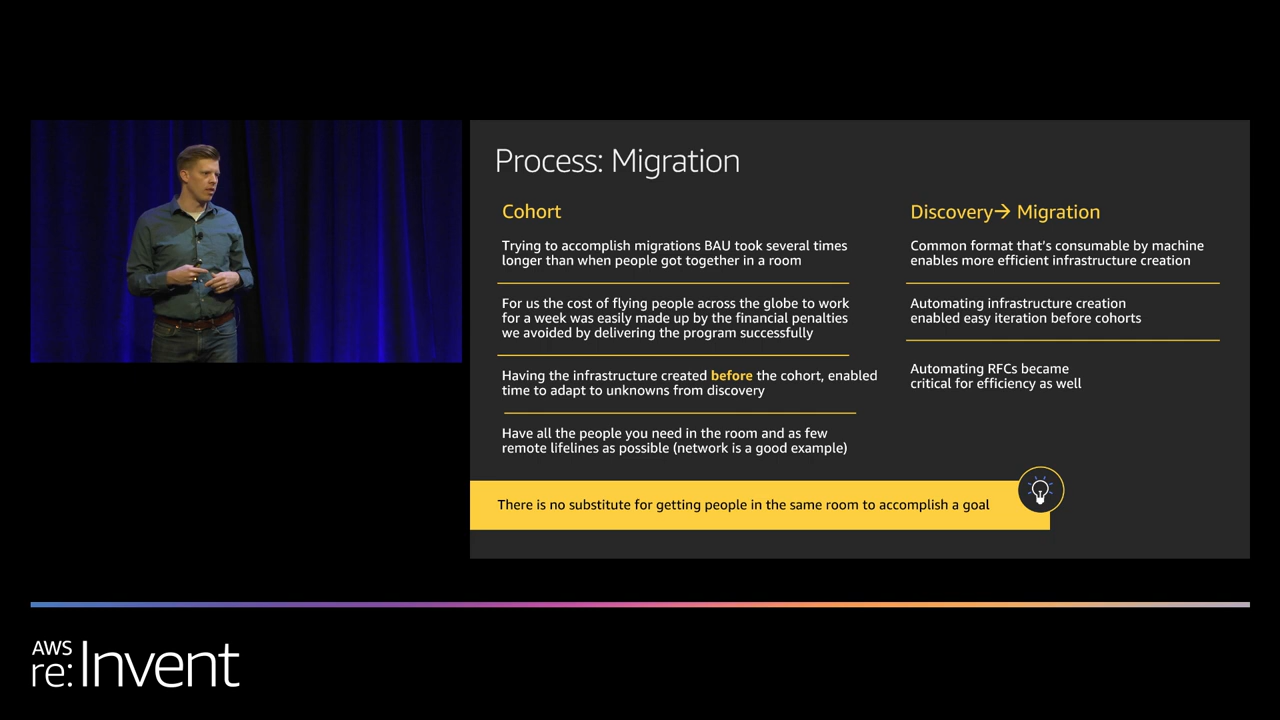 Process: Migration
Cohort
Trying to accomplish migrations BAU took several times
longer than when people got together in a room
For us the cost of flying people across the globe to work
for a week was easily made up by the financial penalties
we avoided by delivering the program successfully
Having the infrastructure created before the cohort, enabled
time to adapt to unknowns from discovery
Have all the people you need in the room and as few
remote lifelines as possible (network is a good example)
Discovery→ Migration
Common format that's consumable by machine
enables more efficient infrastructure creation
Automating infrastructure creation
enabled easy iteration before cohorts
Automating RFCs became
critical for efficiency as well
There is no substitute for getting people in the same room to accomplish a goal
AWS
re:Invent